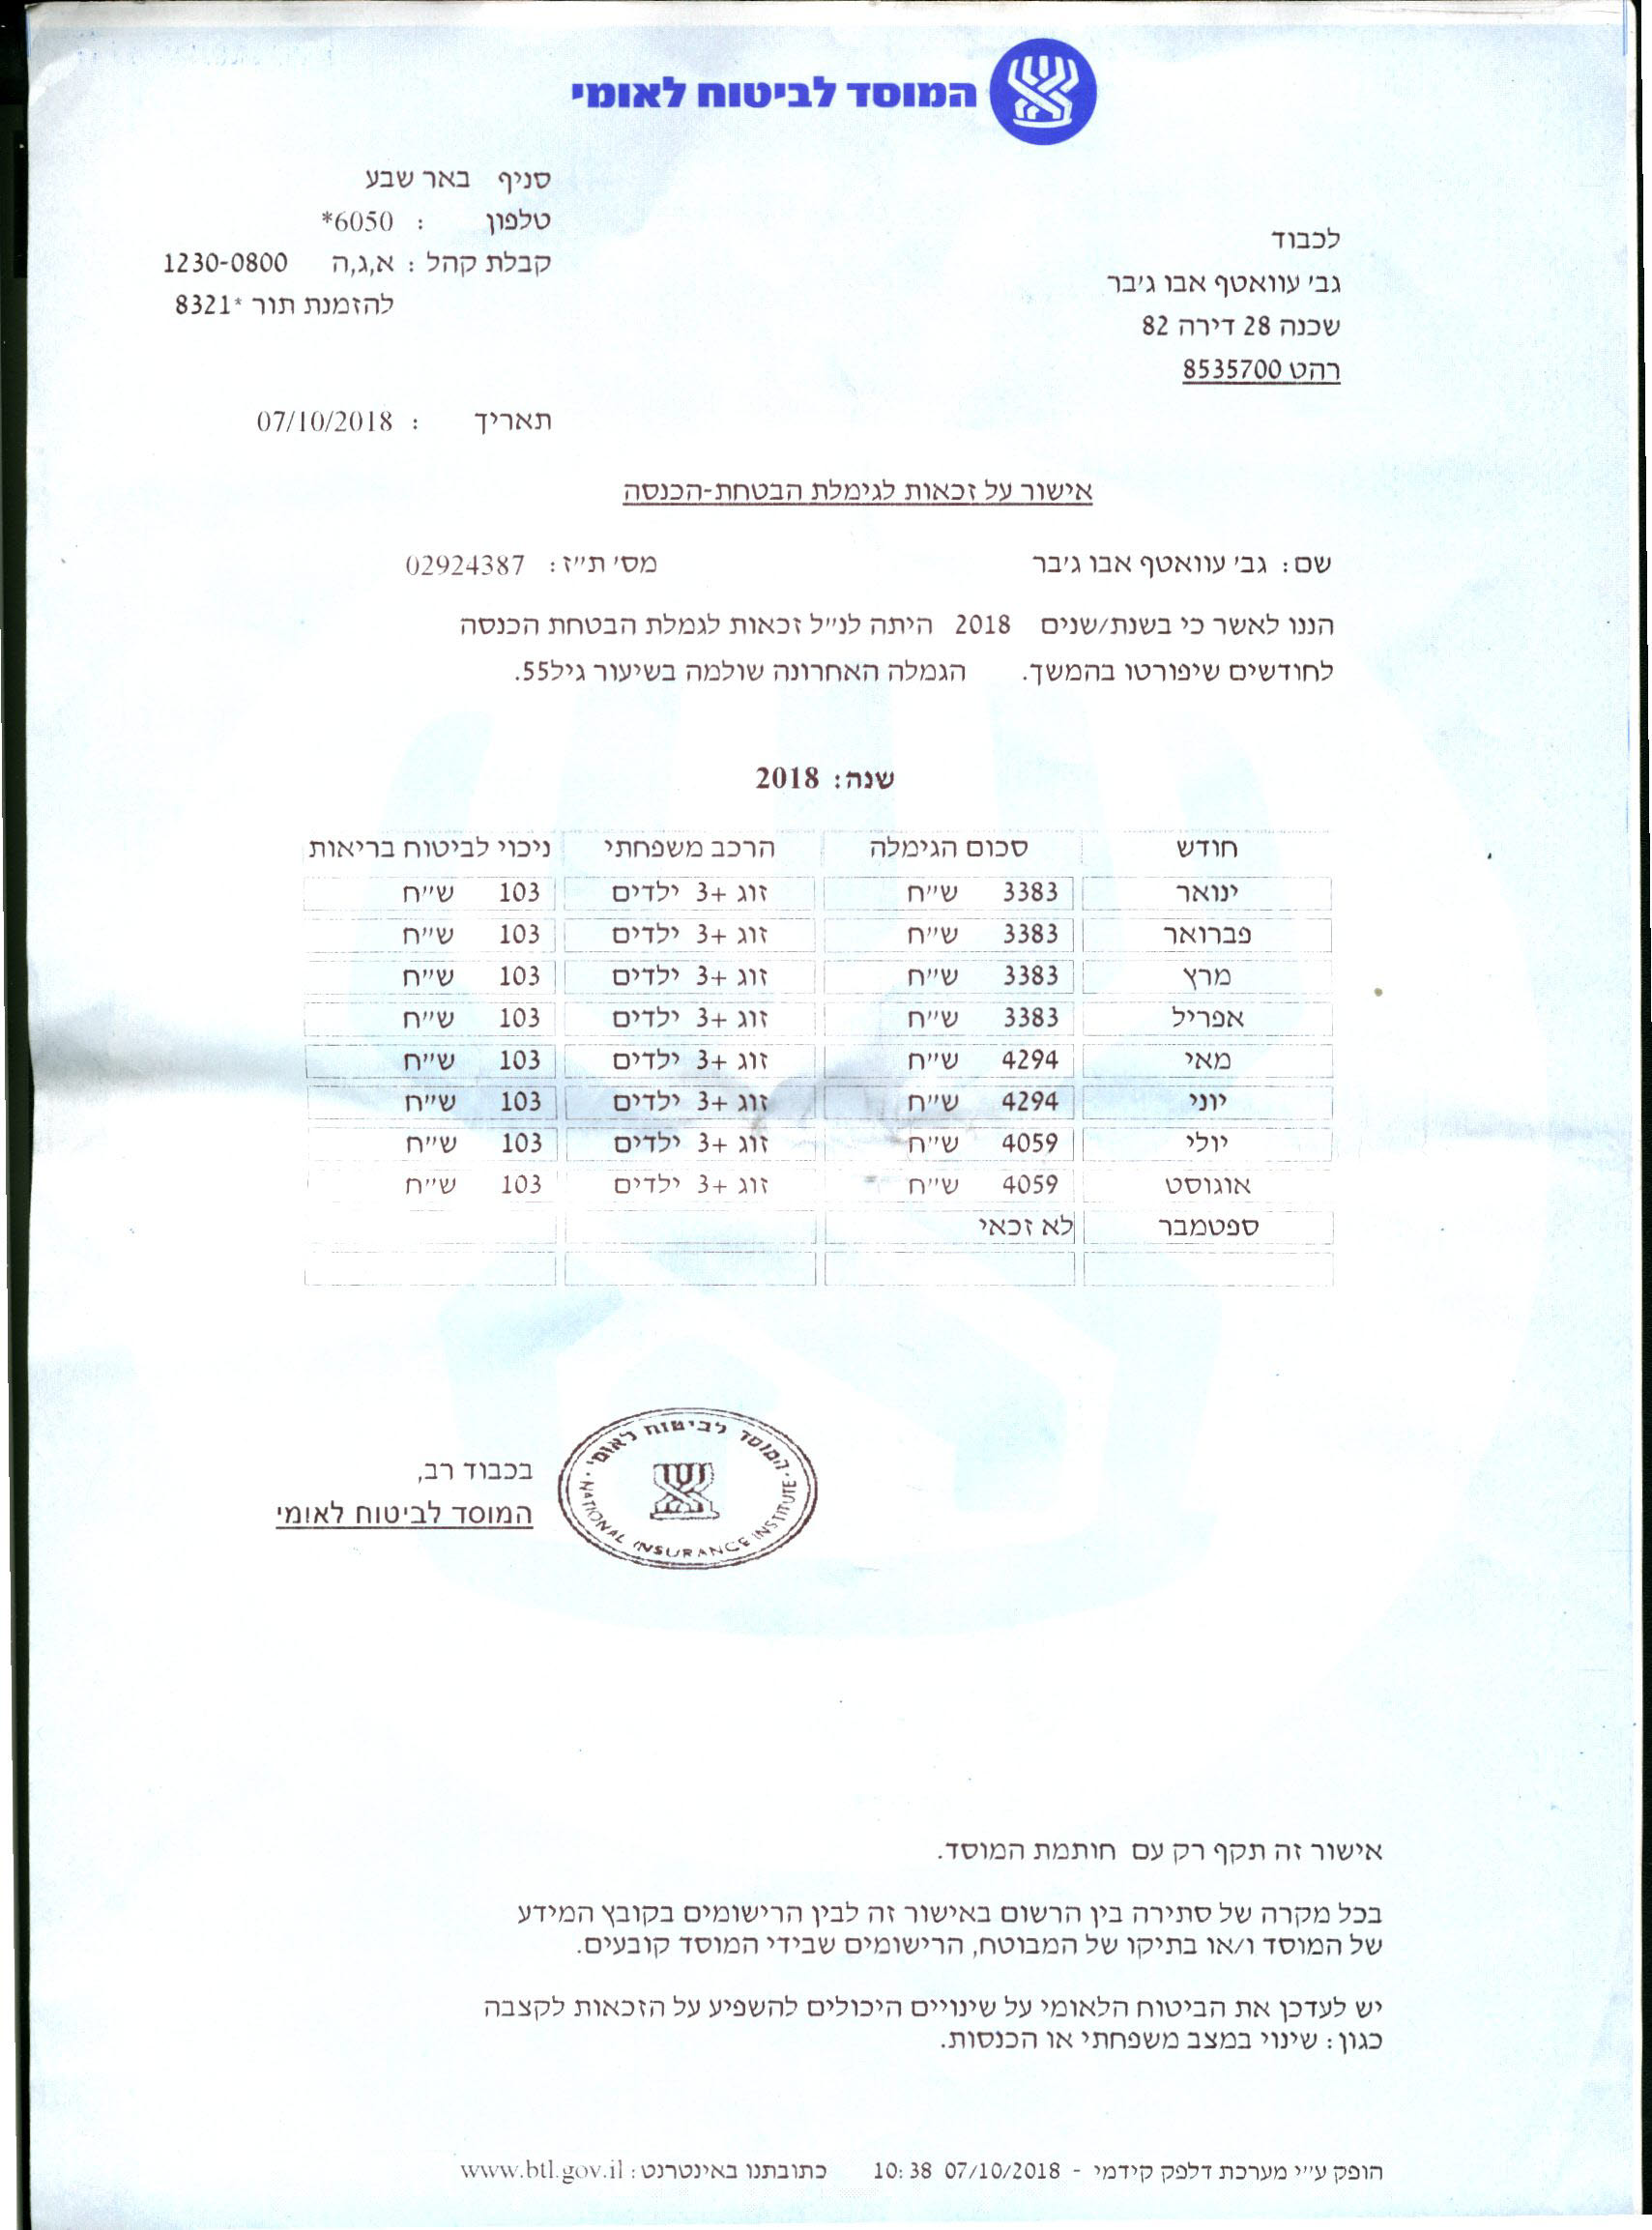 המוסד לביטוח לאומי
סניף באר שבע
טלפון : 6050*
קבלת קהל : א,ג,ה 1230-0800
להזמנת תור *8321
לכבוד
גב' עוואטף אבו ג'בר
שכנה 28 דירה 82
רהט 8535700
תאריך : 07/10/2018
אישור על זכאות לגימלת הבטחת-הכנסה
שם : גב' עוואטף אבו ג'בר מס' ת"ז : 02924387
הננו לאשר כי בשנת/שנים 2018 היתה לנ"ל זכאות לגמלת הבטחת הכנסה
לחודשים שיפורטו בהמשך. הגמלה האחרונה שולמה בשיעור גיל55.
שנה: 2018
חודש סכום הגימלה הרכב משפחתי ניכוי לביטוח בריאות
ינואר 3383 ש"ח זוג +3 ילדים 103 ש"ח
פברואר 3383 ש"ח זוג +3 ילדים 103 ש"ח
מרץ 3383 ש"ח זוג +3 ילדים 103 ש"ח
אפריל 3383 ש"ח זוג +3 ילדים 103 ש"ח
מאי 4294 ש"ח זוג +3 ילדים 103 ש"ח
יוני 4294 ש"ח זוג +3 ילדים 103 ש"ח
יולי 4059 ש"ח זוג +3 ילדים 103 ש"ח
אוגוסט 4059 ש"ח זוג +3 ילדים 103 ש"ח
ספטמבר לא זכאי
המוסד לביטוח לאומי
NATIONAL INSURANCE INSTITUTE
בכבוד רב,
המוסד לביטוח לאומי
אישור זה תקף רק עם חותמת המוסד.
בכל מקרה של סתירה בין הרשום באישור זה לבין הרישומים בקובץ המידע
של המוסד ו/או בתיקו של המבוטח, הרישומים שבידי המוסד קובעים.
יש לעדכן את הביטוח הלאומי על שינויים היכולים להשפיע על הזכאות לקצבה
כגון : שינוי במצב משפחתי או הכנסות.
הופק ע"י מערכת דלפק קידמי - 07/10/2018 10:38 כתובתנו באינטרנט : www.btl.gov.il